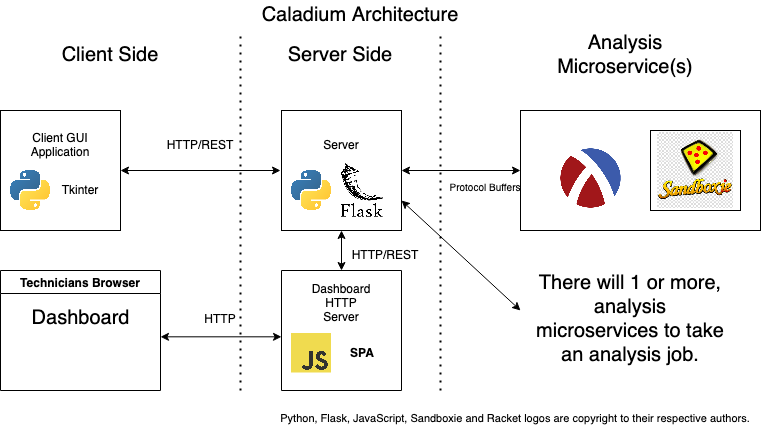 Caladium Architecture
Client Side
Server Side
Analysis
Microservice(s)
Client GUI
Application
Tkinter
HTTP/REST
Server
Flask
Protocol Buffers
Sandboxie
HTTP/REST
Technicians Browser
Dashboard
HTTP
Dashboard
HTTP
Server
JS
SPA
There will 1 or more,
analysis
microservices to take
an analysis job.
Python, Flask, JavaScript, Sandboxie and Racket logos are copyright to their respective authors.